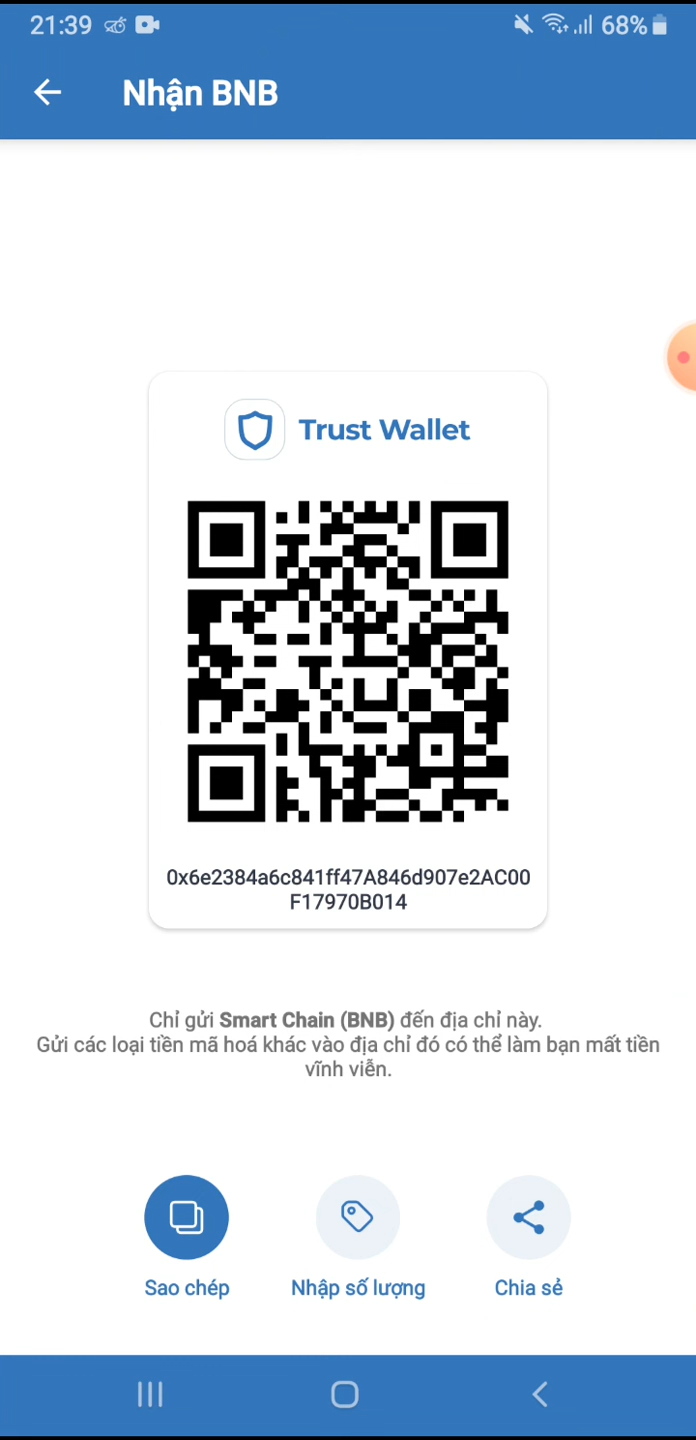 21:39
68%
Nhận BNB
Trust Wallet
0x6e2384a6c841ff47A846d907e2AC00
F17970B014
Chỉ gửi Smart Chain (BNB) đến địa chỉ này.
Gửi các loại tiền mã hoá khác vào địa chỉ đó có thể làm bạn mất tiền
vĩnh viễn.
Sao chép
Nhập số lượng
Chia sẻ